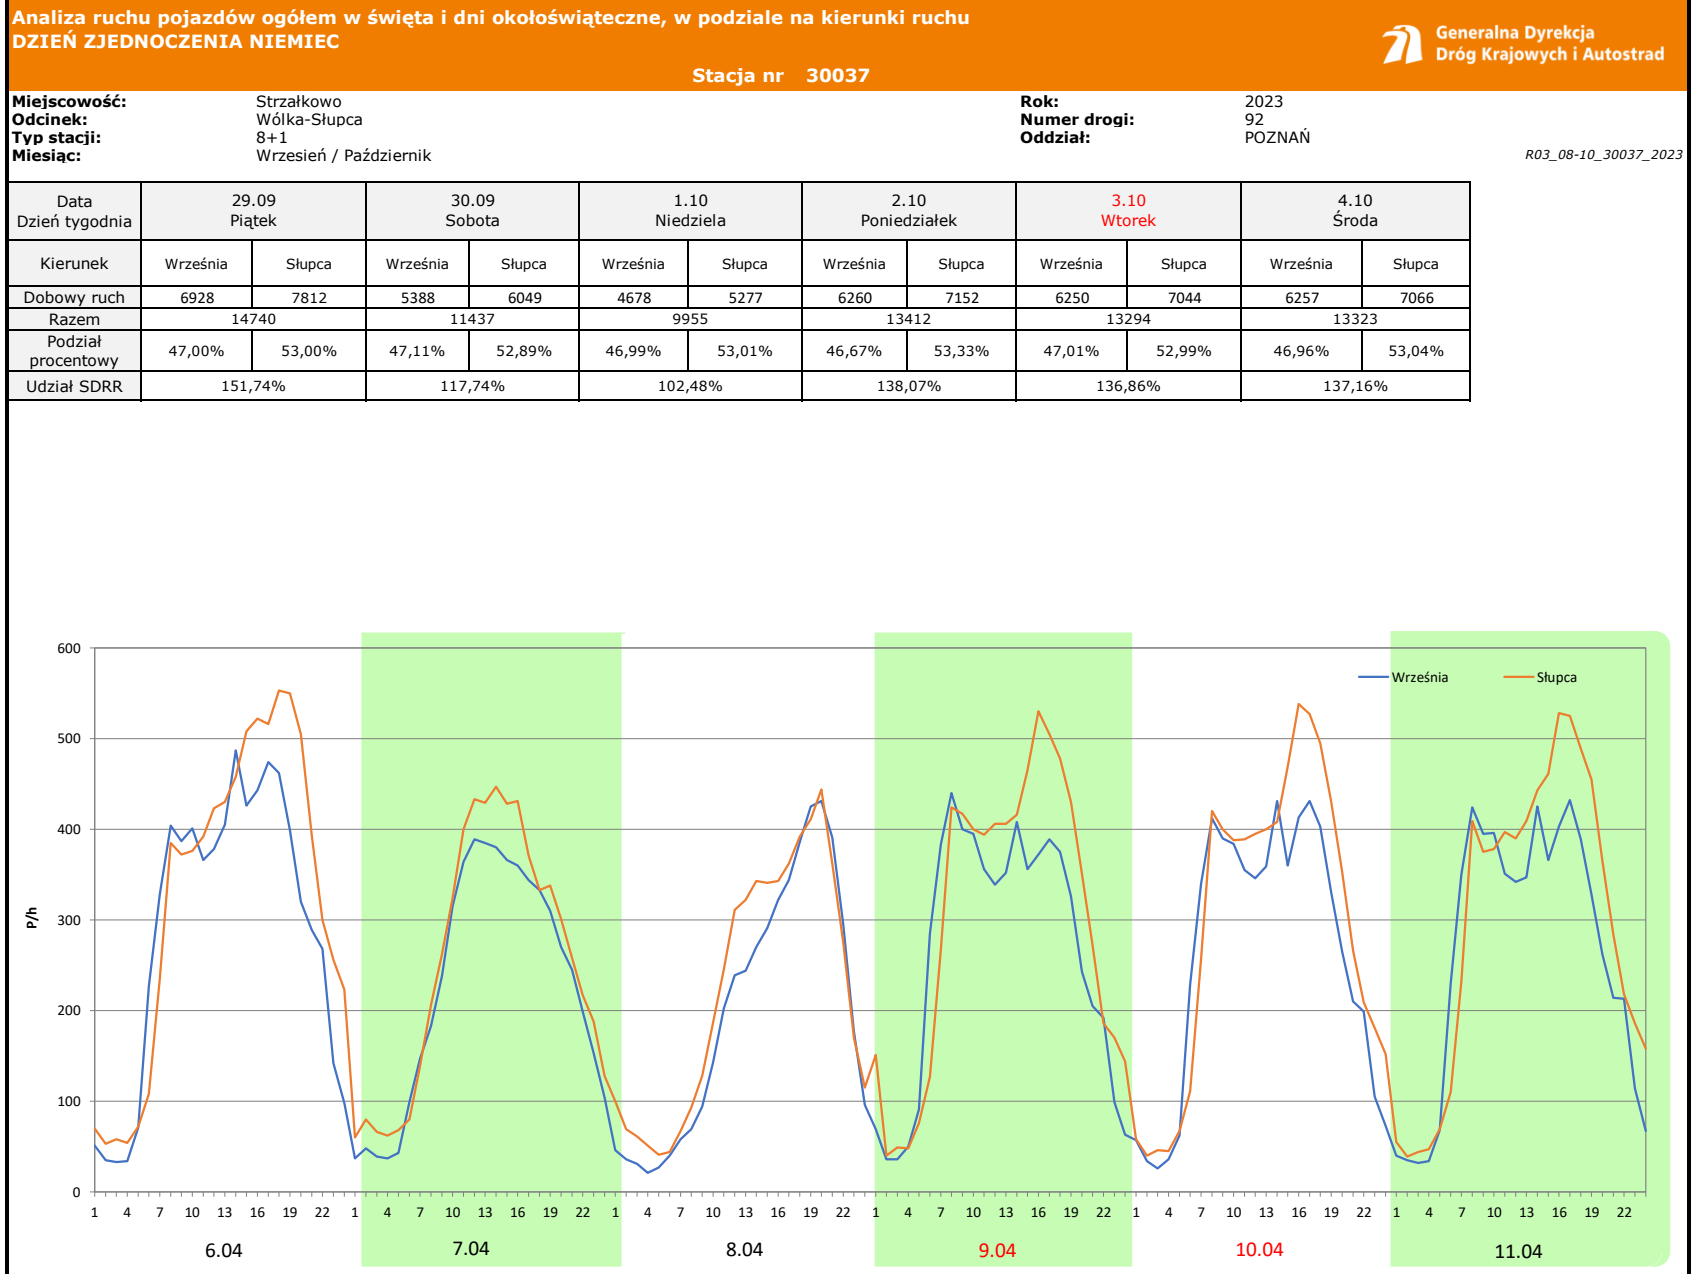 Analiza ruchu pojazdów ogółem w święta i dni okołoświąteczne, w podziale na kierunki ruchu
DZIEŃ ZJEDNOCZENIA NIEMIEC
Generalna Dyrekcja
Dróg Krajowych i Autostrad
Stacja nr 30037
Miejscowość: Strzałkowo Rok: 2023
Odcinek: Wólka-Słupca Numer drogi: 92
Typ stacji: 8+1 Oddział: POZNAŃ
Miesiąc: Wrzesień / Październik R03_08-10_30037_2023
Data 29.09 30.09 1.10 2.10 3.10 4.10
Dzień tygodnia Piątek Sobota Niedziela Poniedziałek Wtorek Środa
Kierunek Września Słupca Września Słupca Września Słupca Września Słupca Września Słupca Września Słupca
Dobowy ruch 6928 7812 5388 6049 4678 5277 6260 7152 6250 7044 6257 7066
Razem 14740 11437 9955 13412 13294 13323
Podział procentowy 47,00% 53,00% 47,11% 52,89% 46,99% 53,01% 46,67% 53,33% 47,01% 52,99% 46,96% 53,04%
Udział SDRR 151,74% 117,74% 102,48% 138,07% 136,86% 137,16%
600
Września Słupca
500
400
300
200
100
0
P/h
1 4 7 10 13 16 19 22 1 4 7 10 13 16 19 22 1 4 7 10 13 16 19 22 1 4 7 10 13 16 19 22 1 4 7 10 13 16 19 22 1 4 7 10 13 16 19 22
6.04 7.04 8.04 9.04 10.04 11.04